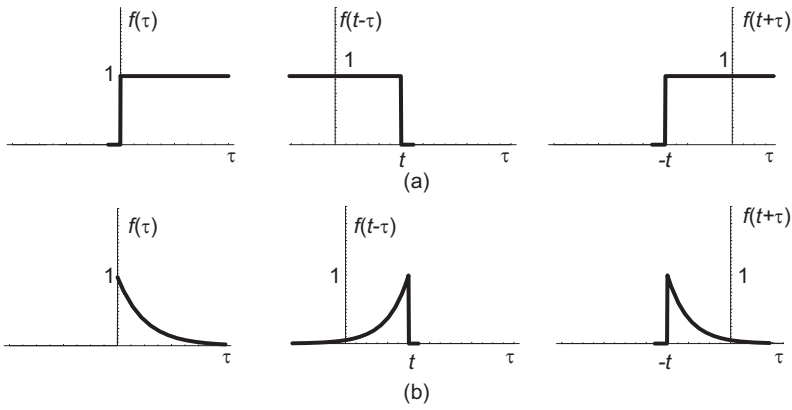 f(τ) f(t-τ) f(t+τ)
1 1 1
τ τ τ
t -t
(a)
f(τ) f(t-τ) f(t+τ)
1 1 1
τ τ τ
t -t
(b)